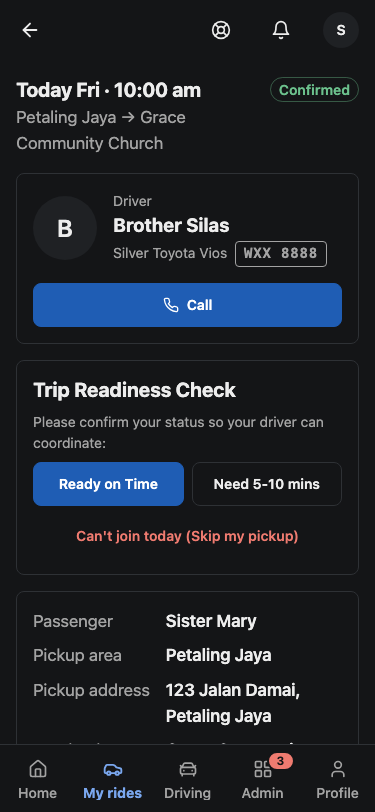 S
Today Fri · 10:00 am
Confirmed
Petaling Jaya → Grace
Community Church
Driver
B
Brother Silas
Silver Toyota Vios WXX 8888
Call
Trip Readiness Check
Please confirm your status so your driver can
coordinate:
Ready on Time
Need 5-10 mins
Can't join today (Skip my pickup)
Passenger Sister Mary
Pickup area Petaling Jaya
Pickup address 123 Jalan Damai,
Petaling Jaya
3
Home
My rides
Driving
Admin
Profile